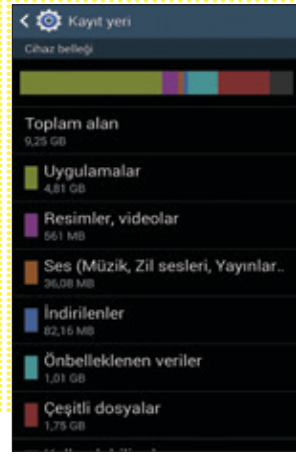 Kayıt yeri
Cihaz belleği
Toplam alan
9,25 GB
Uygulamalar
4,81 GB
Resimler, videolar
561 MB
Ses (Müzik, Zil sesleri, Yayınlar..
36,08 MB
İndirilenler
82,16 MB
Önbelleklenen veriler
1,01 GB
Çeşitli dosyalar
1,75 GB